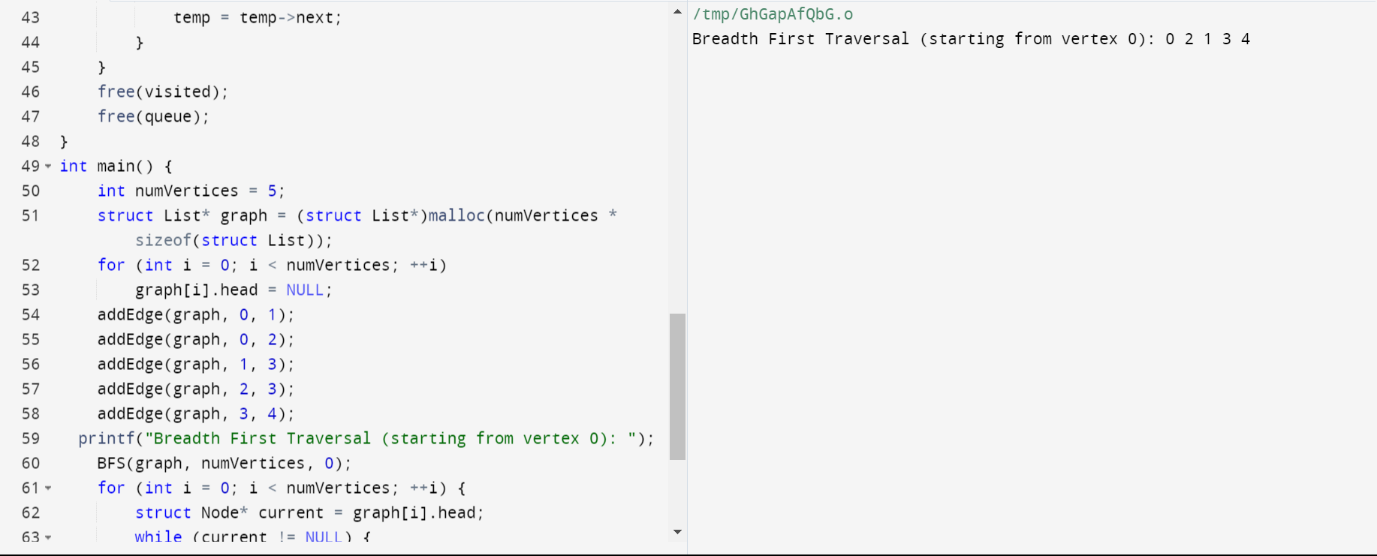 43 temp = temp->next;
44 }
45 }
46 free(visited);
47 free(queue);
48 }
49 int main() {
50 int numVertices = 5;
51 struct List* graph = (struct List*)malloc(numVertices *
sizeof(struct List));
52 for (int i = 0; i < numVertices; ++i)
53 graph[i].head = NULL;
54 addEdge(graph, 0, 1);
55 addEdge(graph, 0, 2);
56 addEdge(graph, 1, 3);
57 addEdge(graph, 2, 3);
58 addEdge(graph, 3, 4);
59 printf("Breadth First Traversal (starting from vertex 0): ");
60 BFS(graph, numVertices, 0);
61 for (int i = 0; i < numVertices; ++i) {
62 struct Node* current = graph[i].head;
63 while (current != NULL) {
/tmp/GhGapAfQbG.o
Breadth First Traversal (starting from vertex 0): 0 2 1 3 4